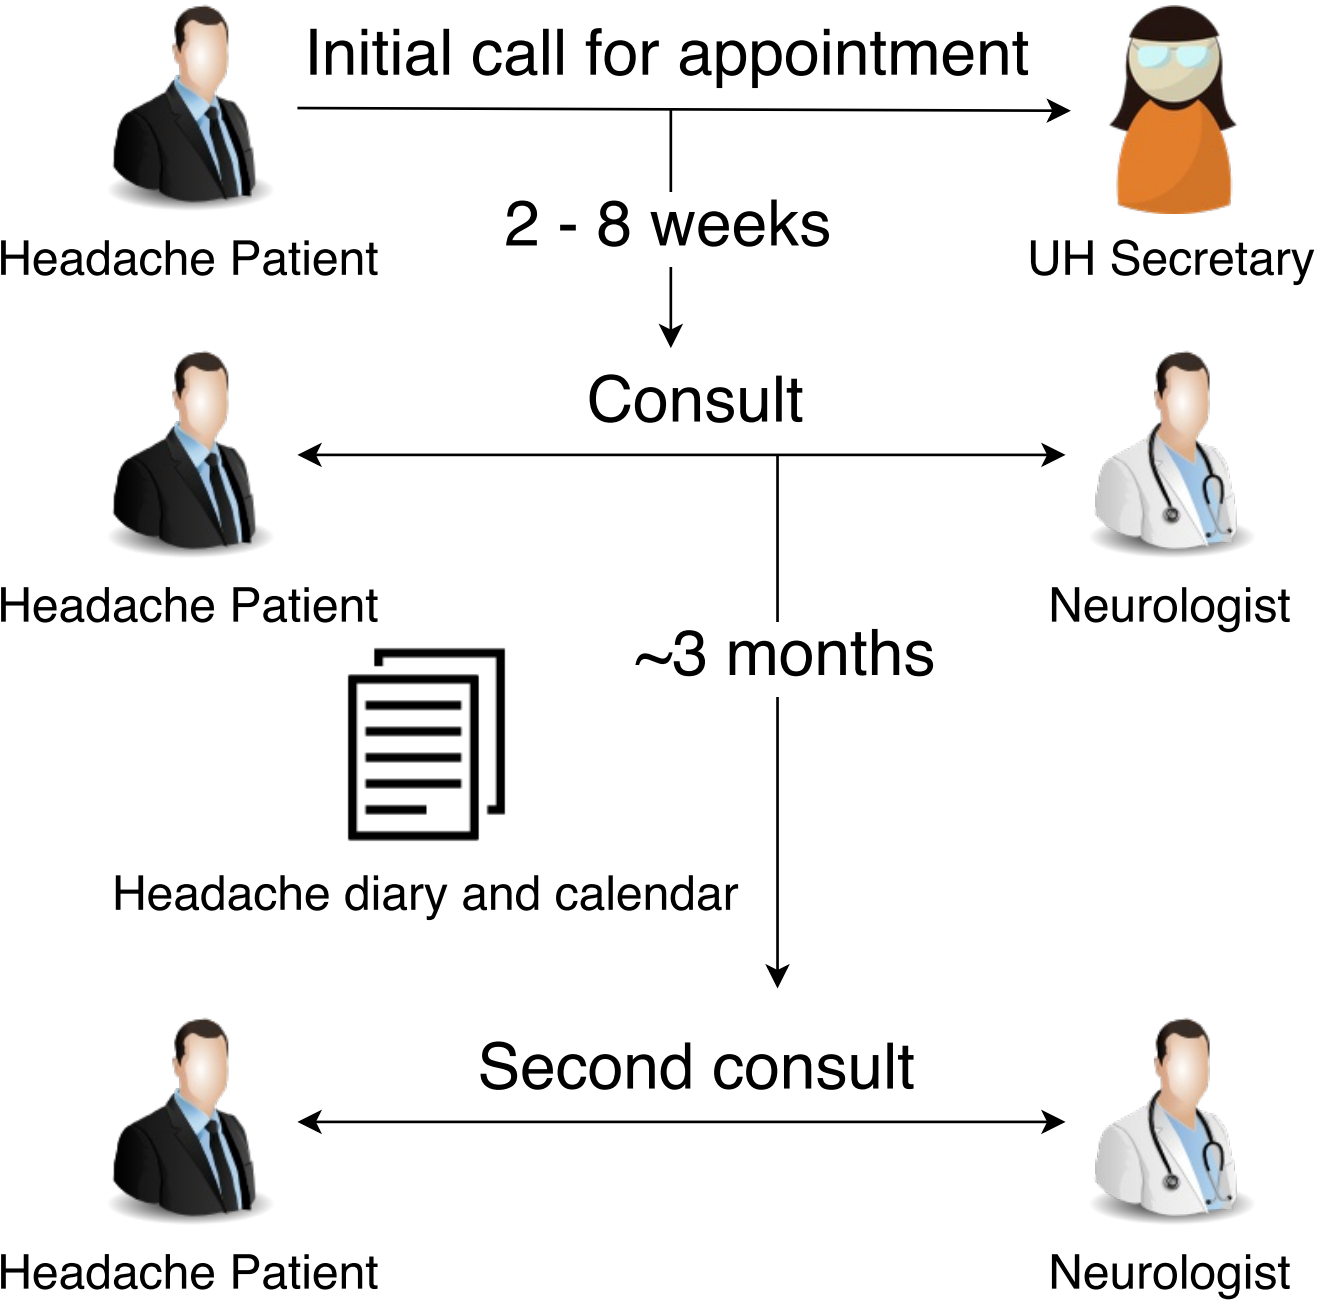 Initial call for appointment
2 - 8 weeks
Headache Patient
UH Secretary
Consult
Headache Patient
Neurologist
~3 months
Headache diary and calendar
Second consult
Headache Patient
Neurologist